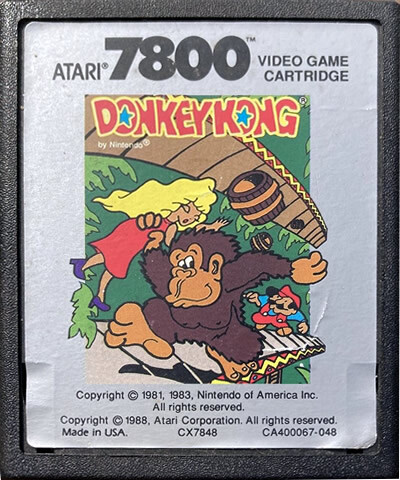 ATARI® 7800™ VIDEO GAME
CARTRIDGE
DONKEY KONG®
by Nintendo®
Copyright © 1981, 1983, Nintendo of America Inc.
All rights reserved.
Copyright © 1988, Atari Corporation. All rights reserved.
Made in USA. CX7848 CA400067-048